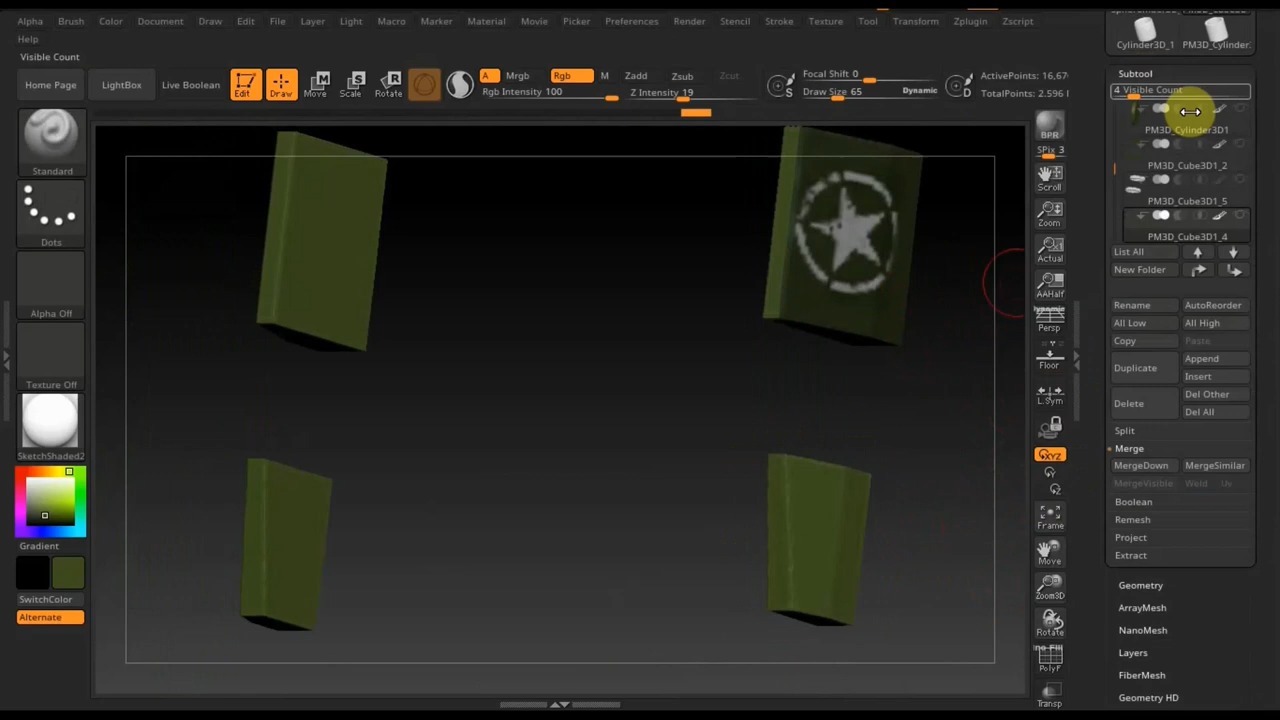 Alpha Brush Color Document Draw Edit File Layer Light Macro Marker Material Movie Picker Preferences Render Stencil Stroke Texture Tool Transform Zplugin Zscript
Help
Visible Count
Home Page
LightBox
Live Boolean
Edit
Draw
Move
Scale
Rotate
A
Mrgb
Rgb
M
Zadd
Zsub
Zcut
Rgb Intensity 100
Z Intensity 19
S
Focal Shift 0
Draw Size 65
Dynamic
D
ActivePoints: 16,67
TotalPoints: 2.596
Standard
Dots
Alpha Off
Texture Off
SketchShaded2
Gradient
SwitchColor
Alternate
BPR
SPix 3
Scroll
Zoom
Actual
AAHalf
Dynamic
Persp
Floor
L.Sym
XYZ
Y
Z
Frame
Move
Zoom3D
Rotate
PolyF
Transp
Cylinder3D_1
PM3D_Cylinder.
Subtool
4 Visible Count
PM3D_Cylinder3D1
PM3D_Cube3D1_2
PM3D_Cube3D1_5
PM3D_Cube3D1_4
List All
New Folder
Rename
AutoReorder
All Low
All High
Copy
Paste
Duplicate
Append
Insert
Delete
Del Other
Del All
Split
Merge
MergeDown
MergeSimilar
MergeVisible
Weld
Uv
Boolean
Remesh
Project
Extract
Geometry
ArrayMesh
NanoMesh
Layers
FiberMesh
Geometry HD